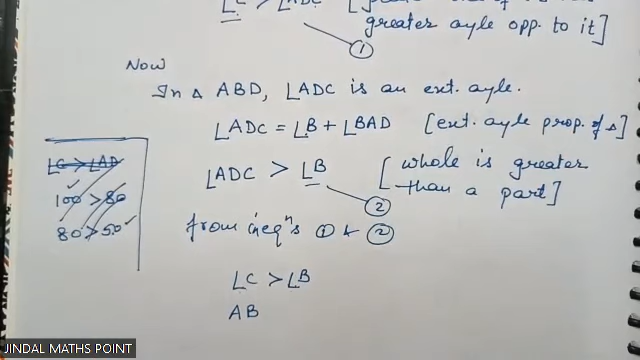 ∠C > ∠ADC [
greater angle opp. to it]
①
Now
In △ ABD, ∠ADC is an ext. angle.
∠ADC = ∠B + ∠BAD [ext. angle prop. of △]
∠ADC > ∠B [whole is greater
than a part]
②
from ineqⁿs ① & ②
∠C > ∠B
AB
∠C > ∠AD
100 > 80
80 > 50
JINDAL MATHS POINT